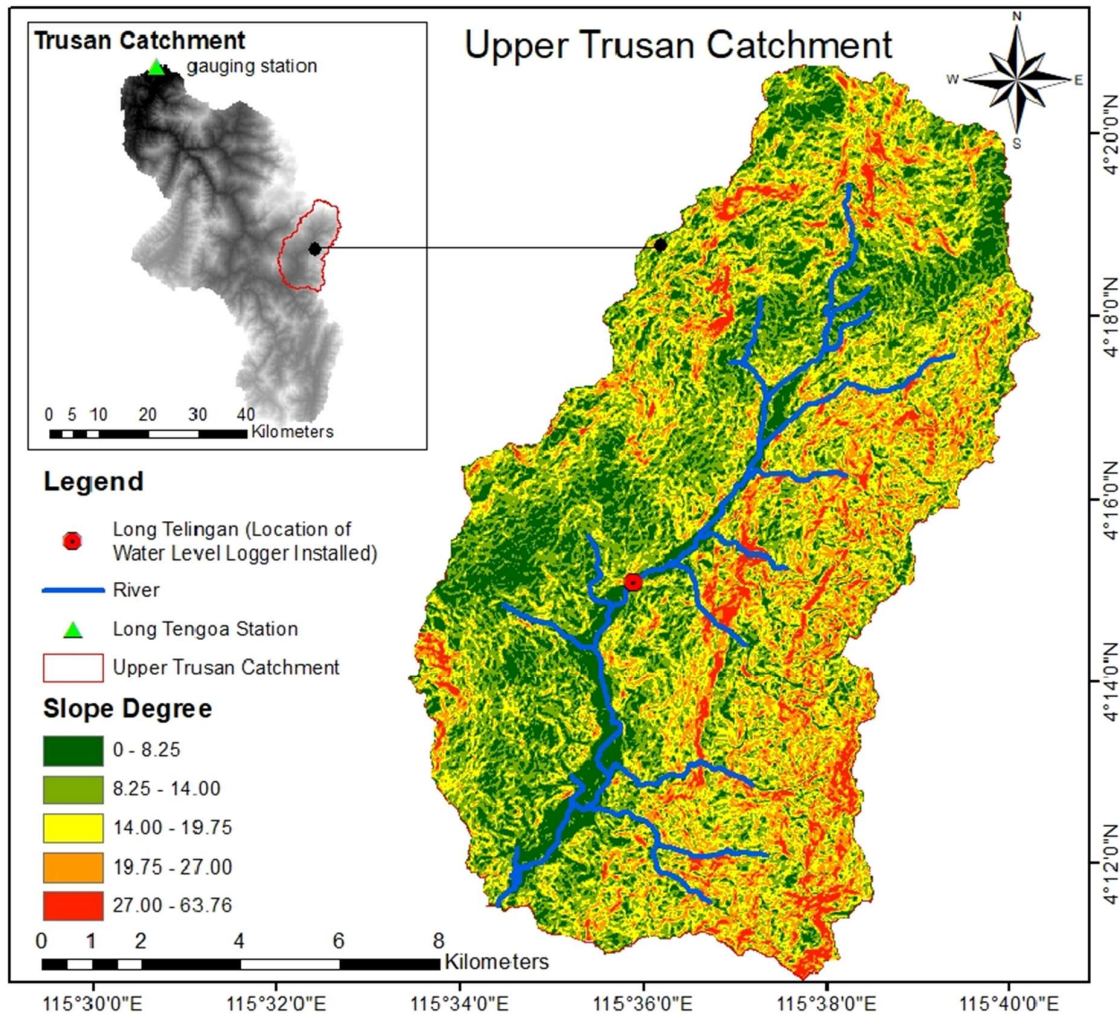 Trusan Catchment
gauging station
0 5 10 20 30 40
Kilometers
Upper Trusan Catchment
N
W E
S
Legend
Long Telingan (Location of
Water Level Logger Installed)
River
Long Tengoa Station
Upper Trusan Catchment
Slope Degree
0 - 8.25
8.25 - 14.00
14.00 - 19.75
19.75 - 27.00
27.00 - 63.76
0 1 2 4 6 8
Kilometers
4°20'0"N
4°18'0"N
4°16'0"N
4°14'0"N
4°12'0"N
115°30'0"E 115°32'0"E 115°34'0"E 115°36'0"E 115°38'0"E 115°40'0"E